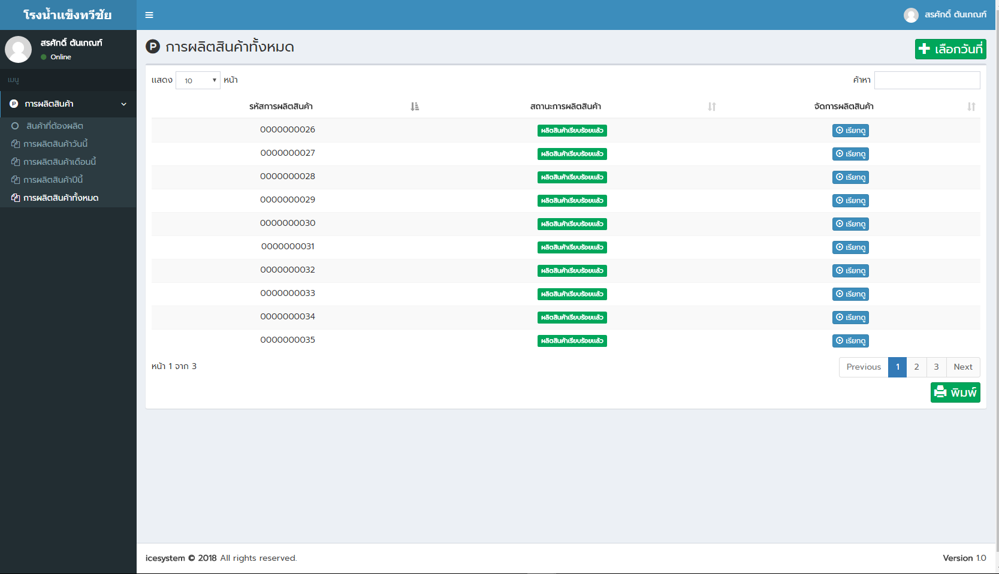 โรงน้ำแข็งทวีชัย
สรศักดิ์ ตันเกณฑ์
สรศักดิ์ ตันเกณฑ์
Online
เมนู
การผลิตสินค้า
สินค้าที่ต้องผลิต
การผลิตสินค้าวันนี้
การผลิตสินค้าเดือนนี้
การผลิตสินค้าปีนี้
การผลิตสินค้าทั้งหมด
การผลิตสินค้าทั้งหมด
เลือกวันที่
แสดง 10 หน้า
ค้าหา
รหัสการผลิตสินค้า สถานะการผลิตสินค้า จัดการผลิตสินค้า
0000000026 ผลิตสินค้าเรียบร้อยแล้ว เรียกดู
0000000027 ผลิตสินค้าเรียบร้อยแล้ว เรียกดู
0000000028 ผลิตสินค้าเรียบร้อยแล้ว เรียกดู
0000000029 ผลิตสินค้าเรียบร้อยแล้ว เรียกดู
0000000030 ผลิตสินค้าเรียบร้อยแล้ว เรียกดู
0000000031 ผลิตสินค้าเรียบร้อยแล้ว เรียกดู
0000000032 ผลิตสินค้าเรียบร้อยแล้ว เรียกดู
0000000033 ผลิตสินค้าเรียบร้อยแล้ว เรียกดู
0000000034 ผลิตสินค้าเรียบร้อยแล้ว เรียกดู
0000000035 ผลิตสินค้าเรียบร้อยแล้ว เรียกดู
หน้า 1 จาก 3
Previous 1 2 3 Next
พิมพ์
icesystem © 2018 All rights reserved.
Version 1.0